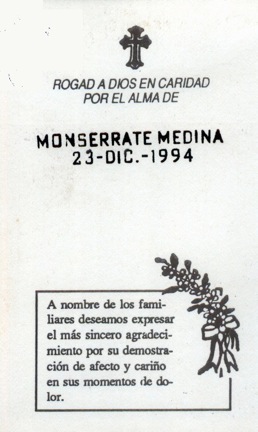 ROGAD A DIOS EN CARIDAD
POR EL ALMA DE
MONSERRATE MEDINA
23-DIC.-1994
A nombre de los fami-
liares deseamos expresar
el más sincero agradeci-
miento por su demostra-
ción de afecto y cariño
en sus momentos de do-
lor.